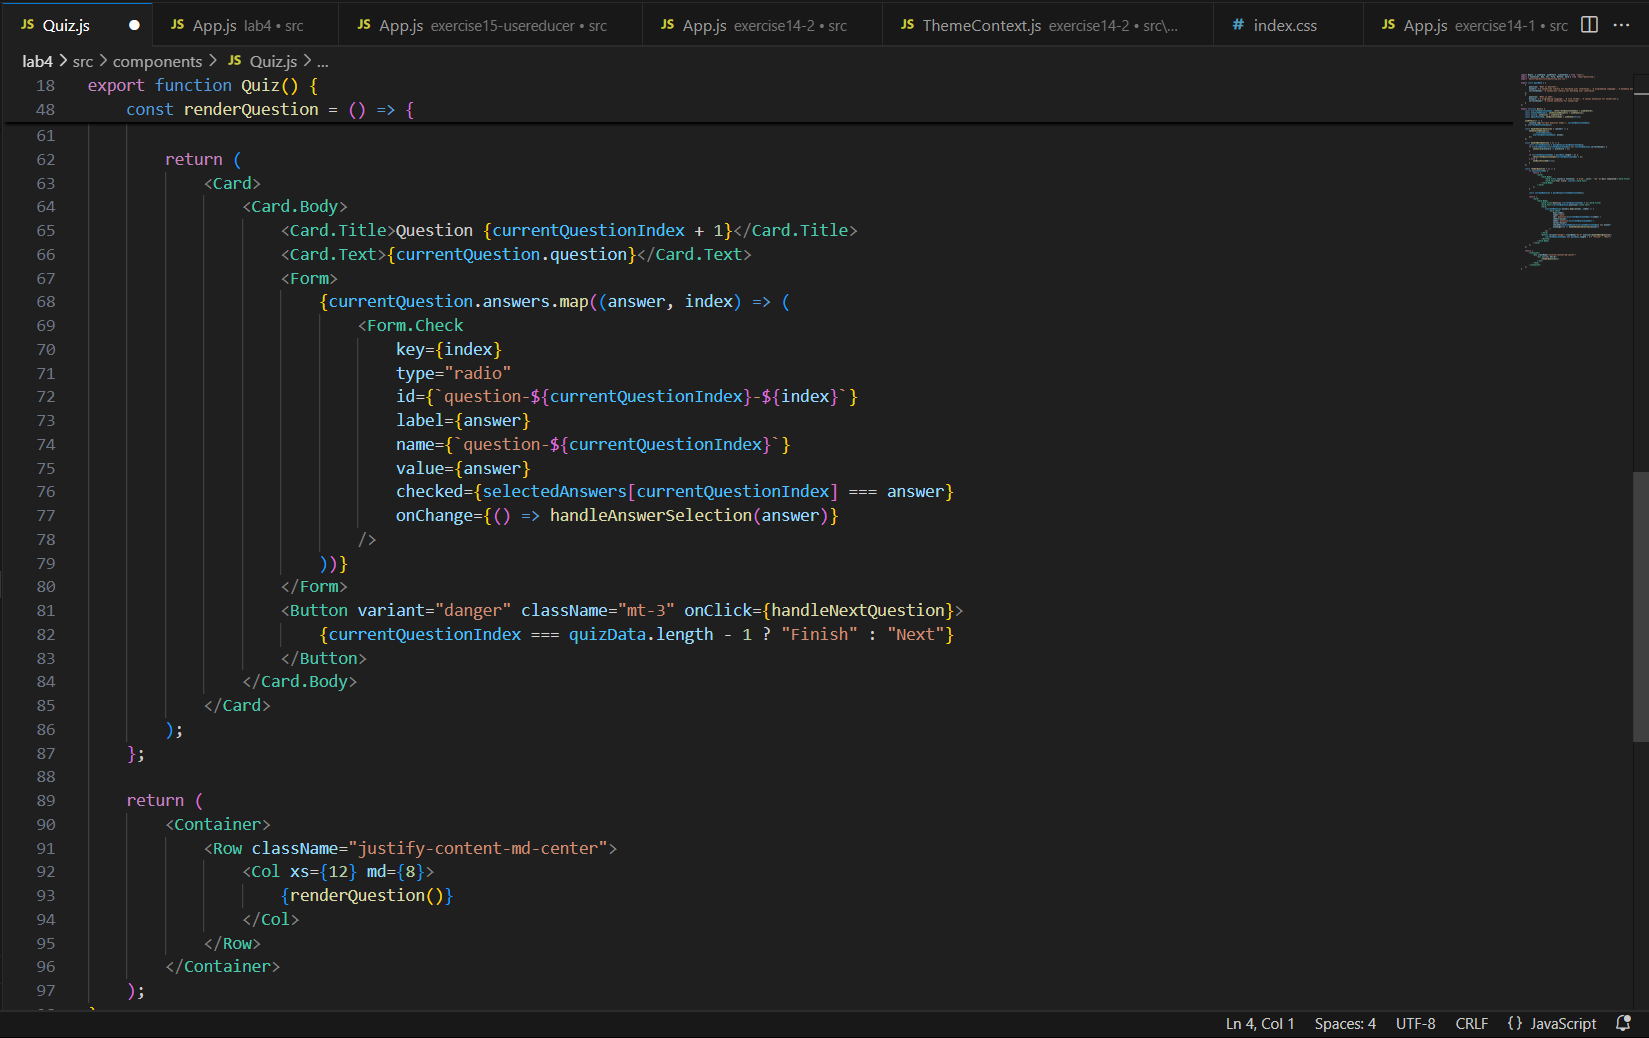 JS Quiz.js ● JS App.js lab4 • src JS App.js exercise15-usereducer • src JS App.js exercise14-2 • src JS ThemeContext.js exercise14-2 • src\... # index.css JS App.js exercise14-1 • src ...
lab4 > src > components > JS Quiz.js > ...
18 export function Quiz() {
48 const renderQuestion = () => {
61
62 return (
63 <Card>
64 <Card.Body>
65 <Card.Title>Question {currentQuestionIndex + 1}</Card.Title>
66 <Card.Text>{currentQuestion.question}</Card.Text>
67 <Form>
68 {currentQuestion.answers.map((answer, index) => (
69 <Form.Check
70 key={index}
71 type="radio"
72 id={`question-${currentQuestionIndex}-${index}`}
73 label={answer}
74 name={`question-${currentQuestionIndex}`}
75 value={answer}
76 checked={selectedAnswers[currentQuestionIndex] === answer}
77 onChange={() => handleAnswerSelection(answer)}
78 />
79 ))}
80 </Form>
81 <Button variant="danger" className="mt-3" onClick={handleNextQuestion}>
82 {currentQuestionIndex === quizData.length - 1 ? "Finish" : "Next"}
83 </Button>
84 </Card.Body>
85 </Card>
86 );
87 };
88
89 return (
90 <Container>
91 <Row className="justify-content-md-center">
92 <Col xs={12} md={8}>
93 {renderQuestion()}
94 </Col>
95 </Row>
96 </Container>
97 );
Ln 4, Col 1 Spaces: 4 UTF-8 CRLF {} JavaScript